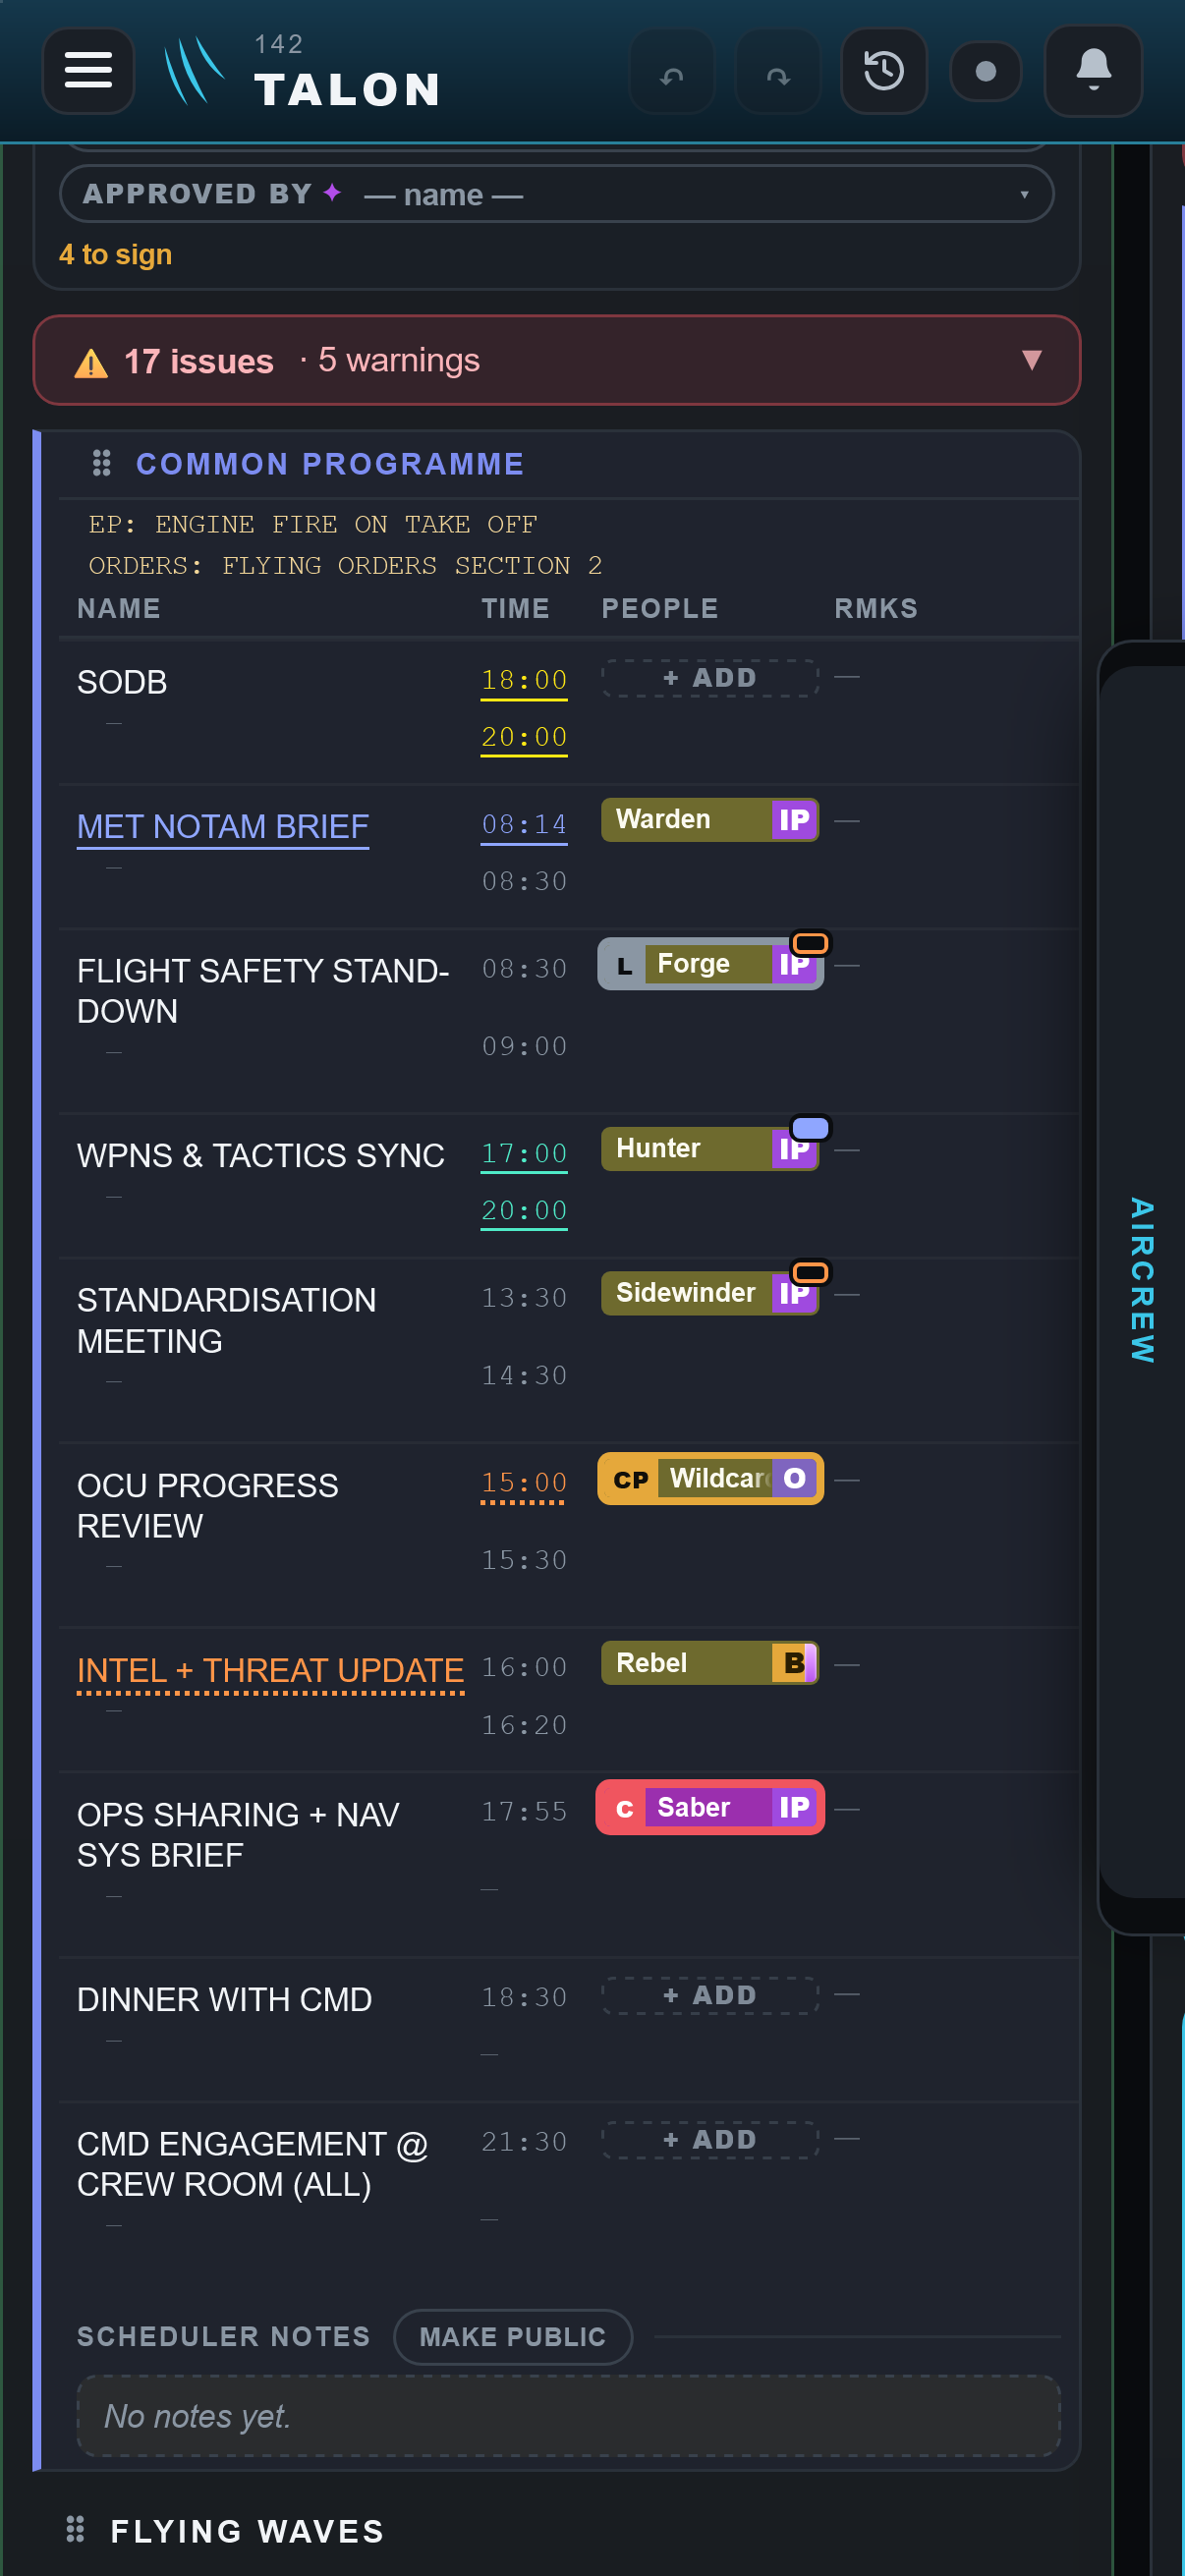 142
TALON
APPROVED BY ✦ — name — ▾
4 to sign
⚠ 17 issues · 5 warnings ▼
COMMON PROGRAMME
EP: ENGINE FIRE ON TAKE OFF
ORDERS: FLYING ORDERS SECTION 2
NAME TIME PEOPLE RMKS
SODB 18:00 + ADD —
— 20:00
MET NOTAM BRIEF 08:14 Warden IP —
— 08:30
FLIGHT SAFETY STAND- 08:30 L Forge IP —
DOWN
— 09:00
WPNS & TACTICS SYNC 17:00 Hunter IP —
— 20:00
STANDARDISATION 13:30 Sidewinder IP —
MEETING
— 14:30
OCU PROGRESS 15:00 CP Wildcard O —
REVIEW
— 15:30
INTEL + THREAT UPDATE 16:00 Rebel B —
— 16:20
OPS SHARING + NAV 17:55 C Saber IP —
SYS BRIEF
— —
DINNER WITH CMD 18:30 + ADD —
— —
CMD ENGAGEMENT @ 21:30 + ADD —
CREW ROOM (ALL)
— —
SCHEDULER NOTES MAKE PUBLIC
No notes yet.
FLYING WAVES
AIRCREW